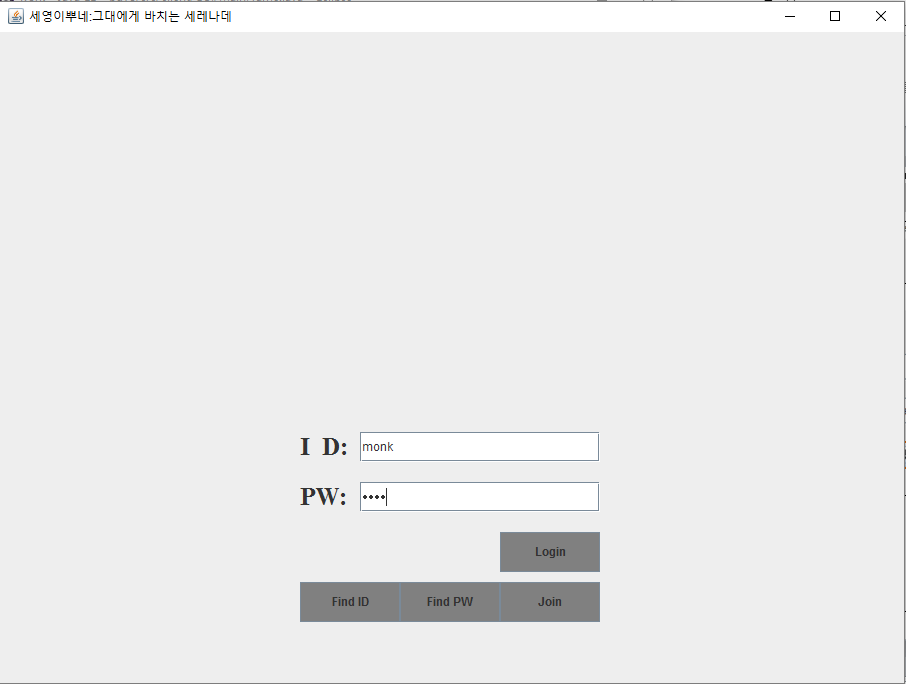 세영이뿌네:그대에게 바치는 세레나데
I D: monk
PW: ••••
Login
Find ID Find PW Join